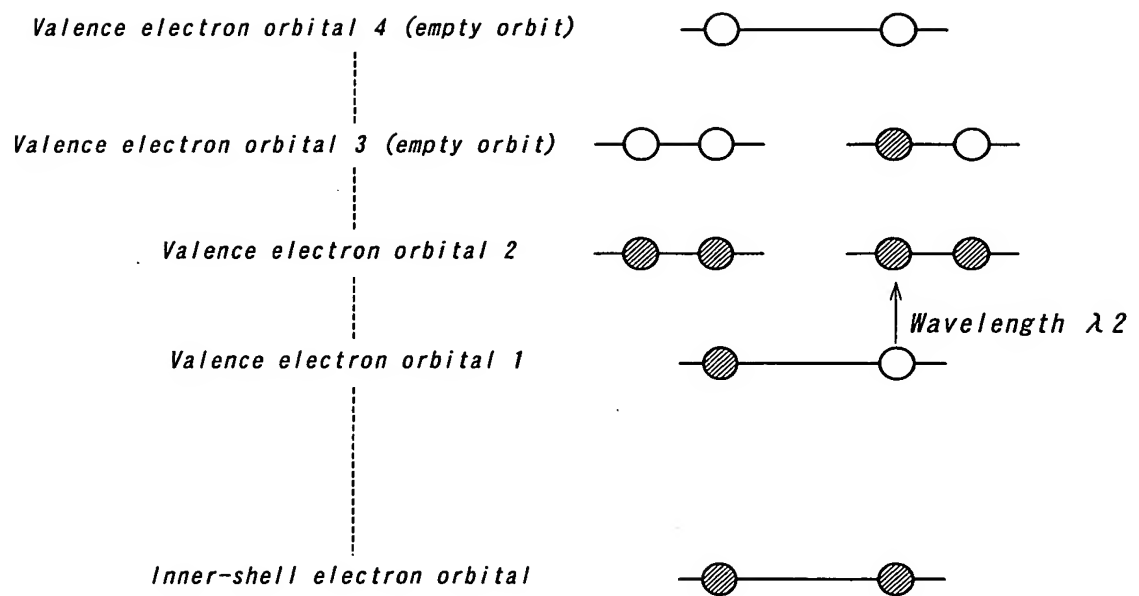 Valence electron orbital 4 (empty orbit)
Valence electron orbital 3 (empty orbit)
Valence electron orbital 2
Wavelength λ2
Valence electron orbital 1
Inner-shell electron orbital